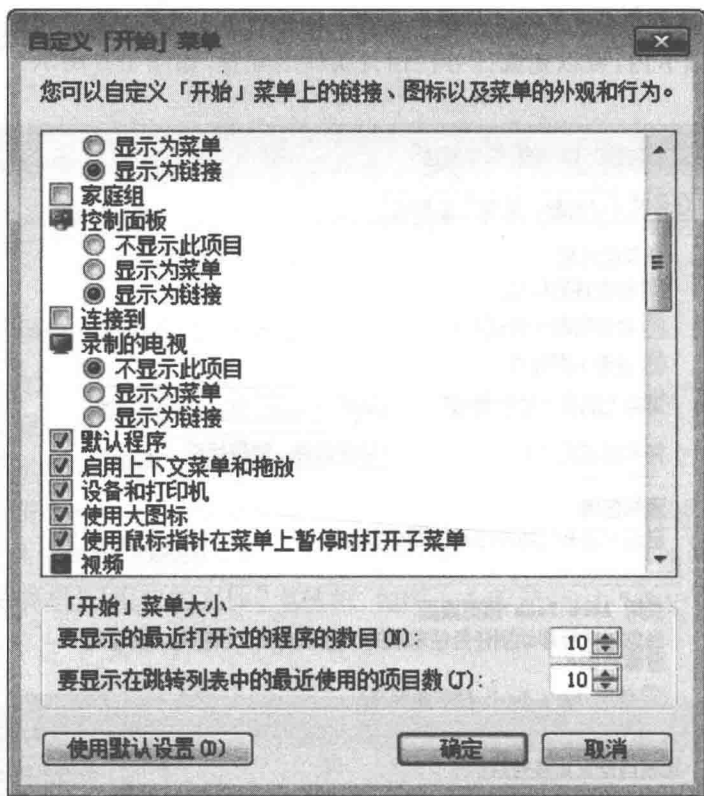 自定义「开始」菜单
您可以自定义「开始」菜单上的链接、图标以及菜单的外观和行为。
显示为菜单
显示为链接
家庭组
控制面板
不显示此项目
显示为菜单
显示为链接
连接到
录制的电视
不显示此项目
显示为菜单
显示为链接
默认程序
启用上下文菜单和拖放
设备和打印机
使用大图标
使用鼠标指针在菜单上暂停时打开子菜单
视频
「开始」菜单大小
要显示的最近打开过的程序的数目(N): 10
要显示在跳转列表中的最近使用的项目数(J): 10
使用默认设置(D) 确定 取消